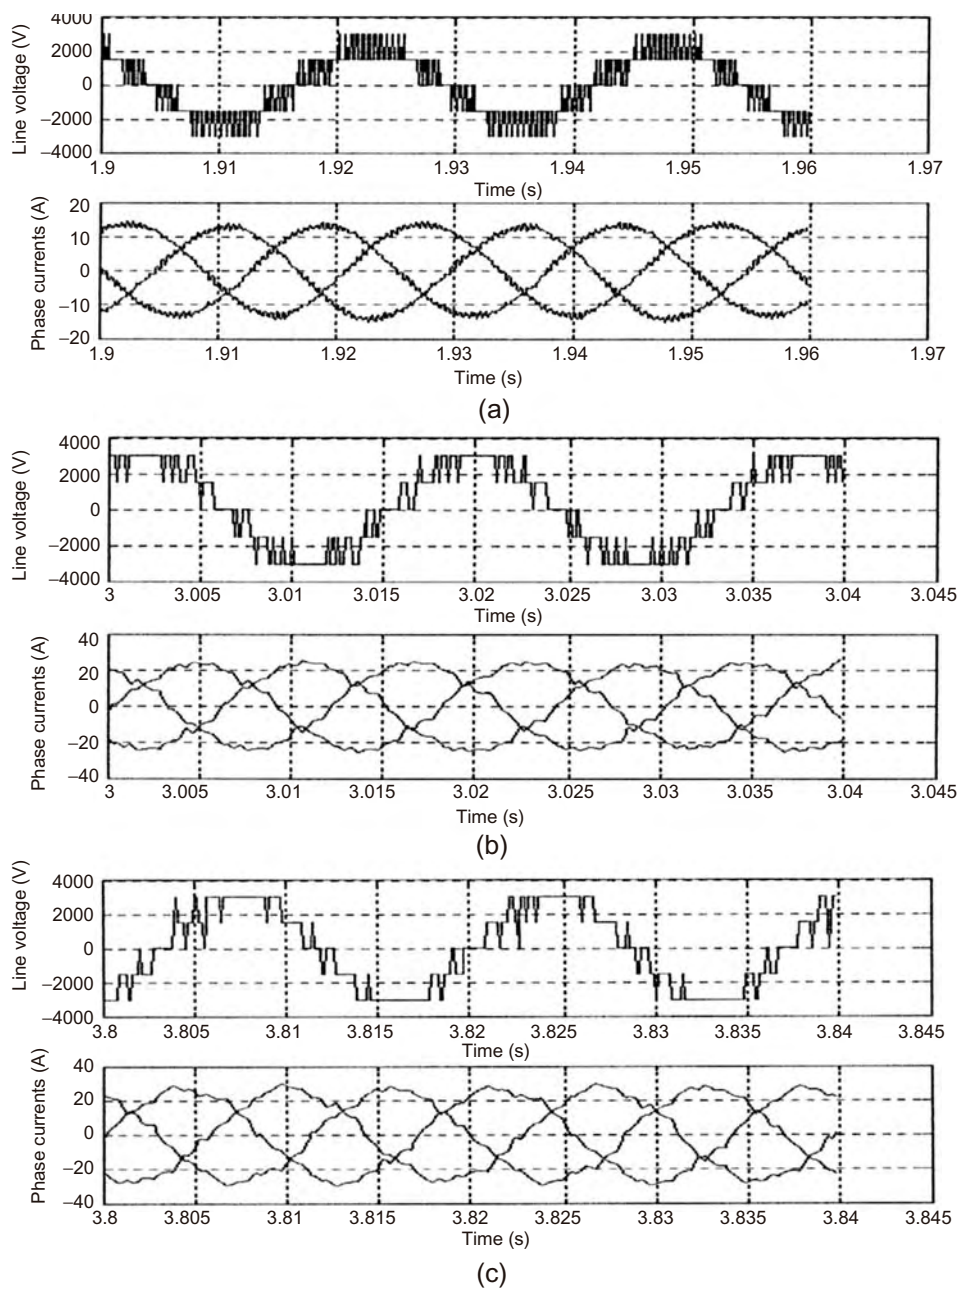 4000
2000
0
–2000
–4000
Line voltage (V)
1.9 1.91 1.92 1.93 1.94 1.95 1.96 1.97
Time (s)
20
10
0
–10
–20
Phase currents (A)
1.9 1.91 1.92 1.93 1.94 1.95 1.96 1.97
Time (s)
(a)
4000
2000
0
–2000
–4000
Line voltage (V)
3 3.005 3.01 3.015 3.02 3.025 3.03 3.035 3.04 3.045
Time (s)
40
20
0
–20
–40
Phase currents (A)
3 3.005 3.01 3.015 3.02 3.025 3.03 3.035 3.04 3.045
Time (s)
(b)
4000
2000
0
–2000
–4000
Line voltage (V)
3.8 3.805 3.81 3.815 3.82 3.825 3.83 3.835 3.84 3.845
Time (s)
40
20
0
–20
–40
Phase currents (A)
3.8 3.805 3.81 3.815 3.82 3.825 3.83 3.835 3.84 3.845
Time (s)
(c)